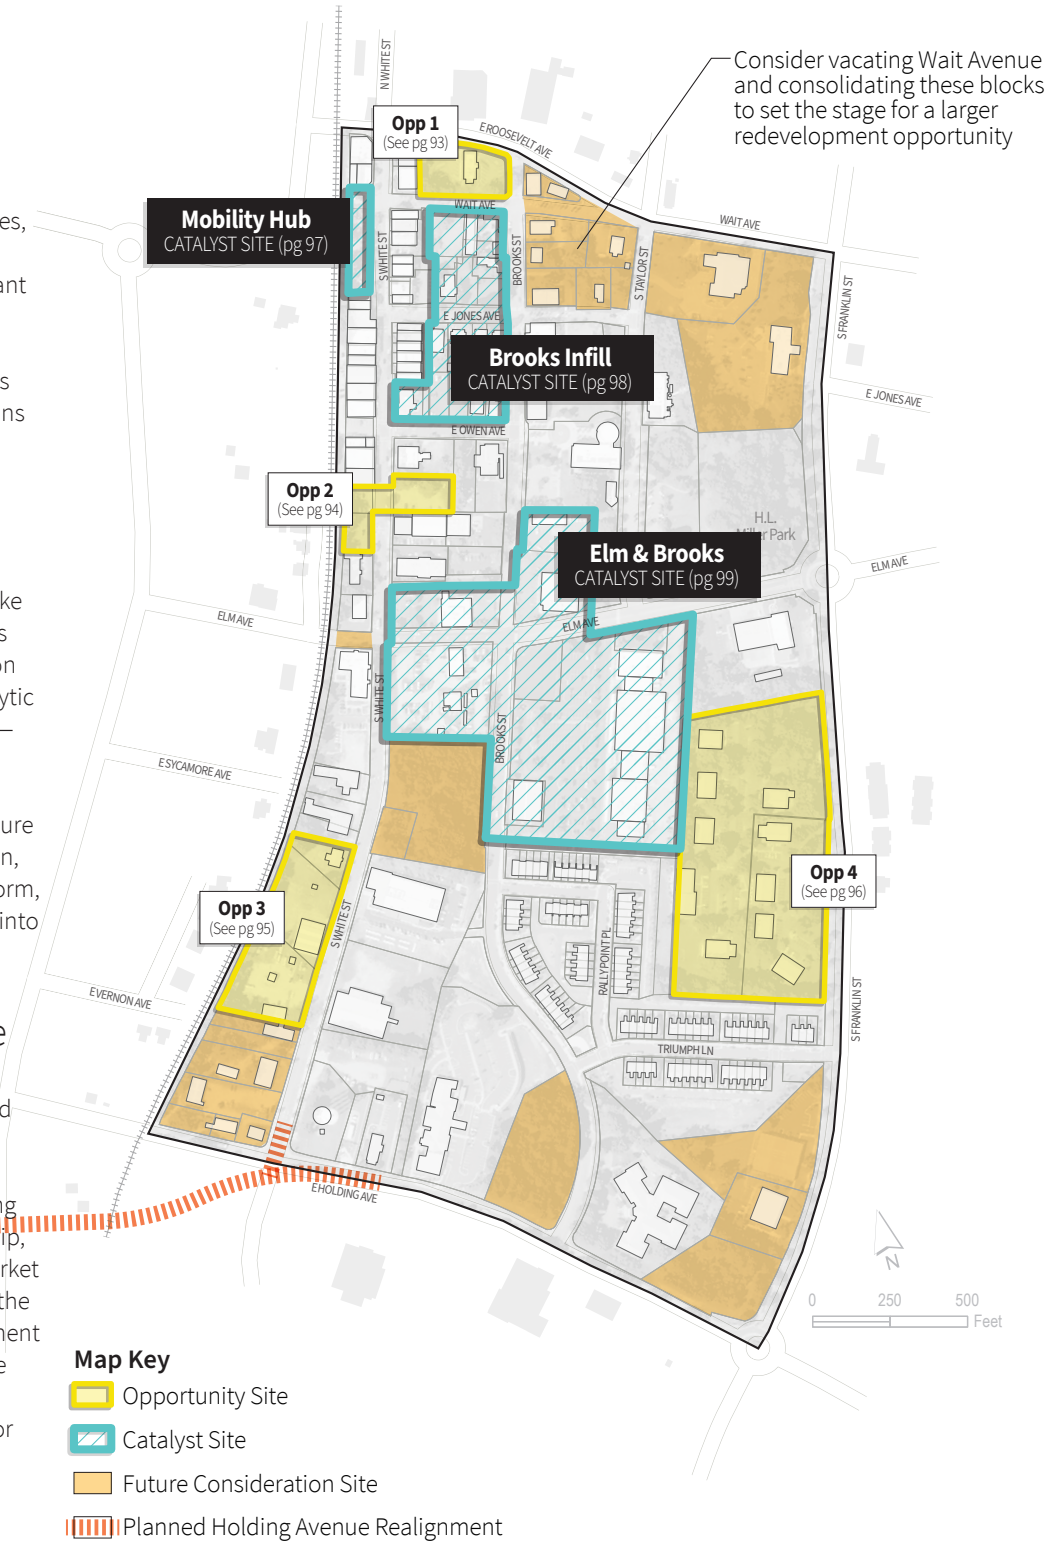 es,
ant
s
ns
ke
s
on
ytic
—
ure
n,
orm,
into
e
d
ng
ip,
rket
the
nent
e
or
Consider vacating Wait Avenue
and consolidating these blocks
to set the stage for a larger
redevelopment opportunity
N WHITE ST
Opp 1
(See pg 93)
E ROOSEVELT AVE
WAIT AVE
WAIT AVE
Mobility Hub
CATALYST SITE (pg 97)
S WHITE ST
BROOKS ST
S TAYLOR ST
S FRANKLIN ST
E JONES AVE
Brooks Infill
CATALYST SITE (pg 98)
E JONES AVE
E OWEN AVE
Opp 2
(See pg 94)
H.L.
Miller Park
Elm & Brooks
CATALYST SITE (pg 99)
ELM AVE
ELM AVE
ELM AVE
S WHITE ST
BROOKS ST
E SYCAMORE AVE
Opp 4
(See pg 96)
Opp 3
(See pg 95)
S WHITE ST
RALLYPOINT PL
E VERNON AVE
S FRANKLIN ST
TRIUMPH LN
E HOLDING AVE
N
0 250 500
Feet
Map Key
Opportunity Site
Catalyst Site
Future Consideration Site
Planned Holding Avenue Realignment